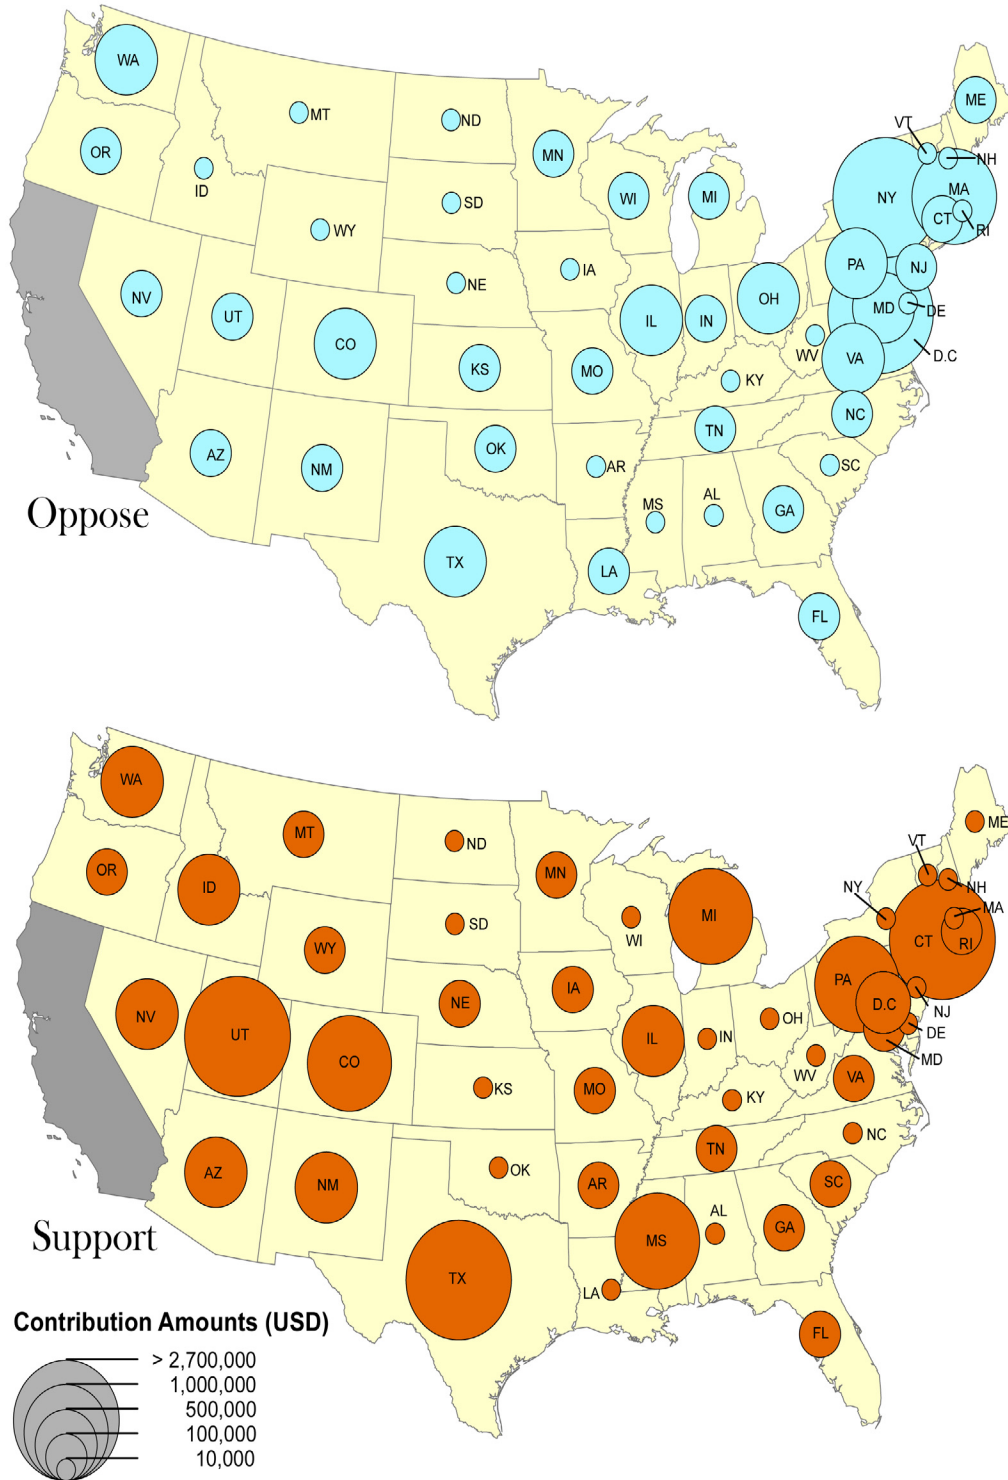 WA
MT
ND
OR
ID
MN
ME
VT
NH
SD
WI
MI
NY
MA
CT
RI
WY
NV
NE
IA
PA
NJ
UT
CO
IL
IN
OH
MD
DE
WV
VA
D.C
KS
MO
KY
AZ
NM
OK
TN
NC
AR
SC
MS
AL
GA
Oppose
TX
LA
FL
WA
MT
ND
ME
OR
ID
MN
VT
NH
NY
MA
SD
WI
MI
CT
RI
WY
NV
NE
IA
PA
D.C
NJ
UT
CO
IL
IN
OH
DE
MD
KS
MO
KY
WV
VA
AZ
NM
OK
TN
NC
AR
SC
AL
MS
GA
Support
TX
LA
FL
Contribution Amounts (USD)
> 2,700,000
1,000,000
500,000
100,000
10,000